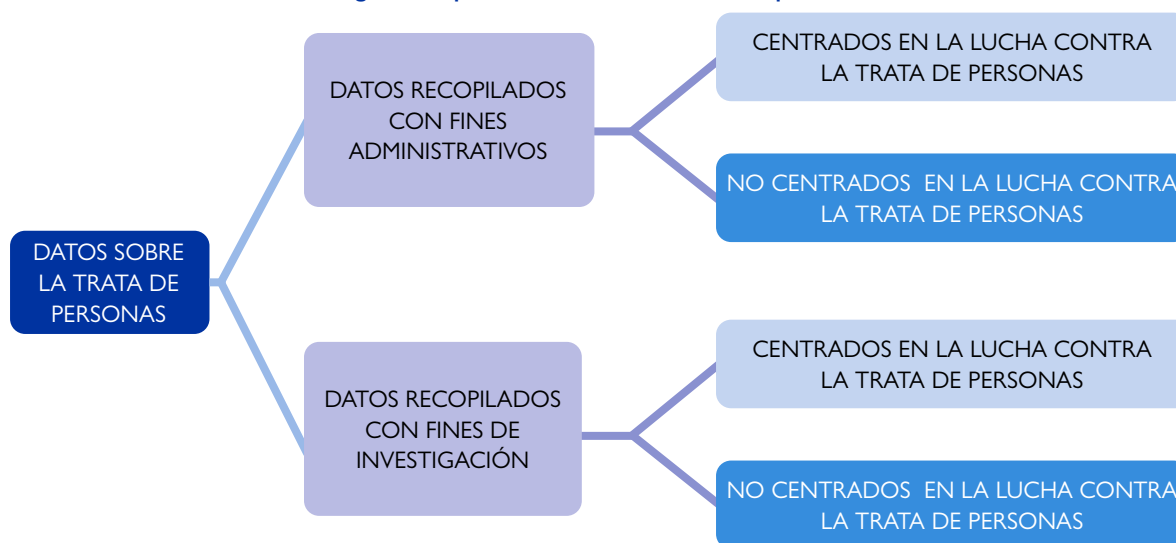 CENTRADOS EN LA LUCHA CONTRA
LA TRATA DE PERSONAS
DATOS RECOPILADOS
CON FINES
ADMINISTRATIVOS
NO CENTRADOS EN LA LUCHA CONTRA
LA TRATA DE PERSONAS
DATOS SOBRE
LA TRATA DE
PERSONAS
CENTRADOS EN LA LUCHA CONTRA
LA TRATA DE PERSONAS
DATOS RECOPILADOS
CON FINES DE
INVESTIGACIÓN
NO CENTRADOS EN LA LUCHA CONTRA
LA TRATA DE PERSONAS